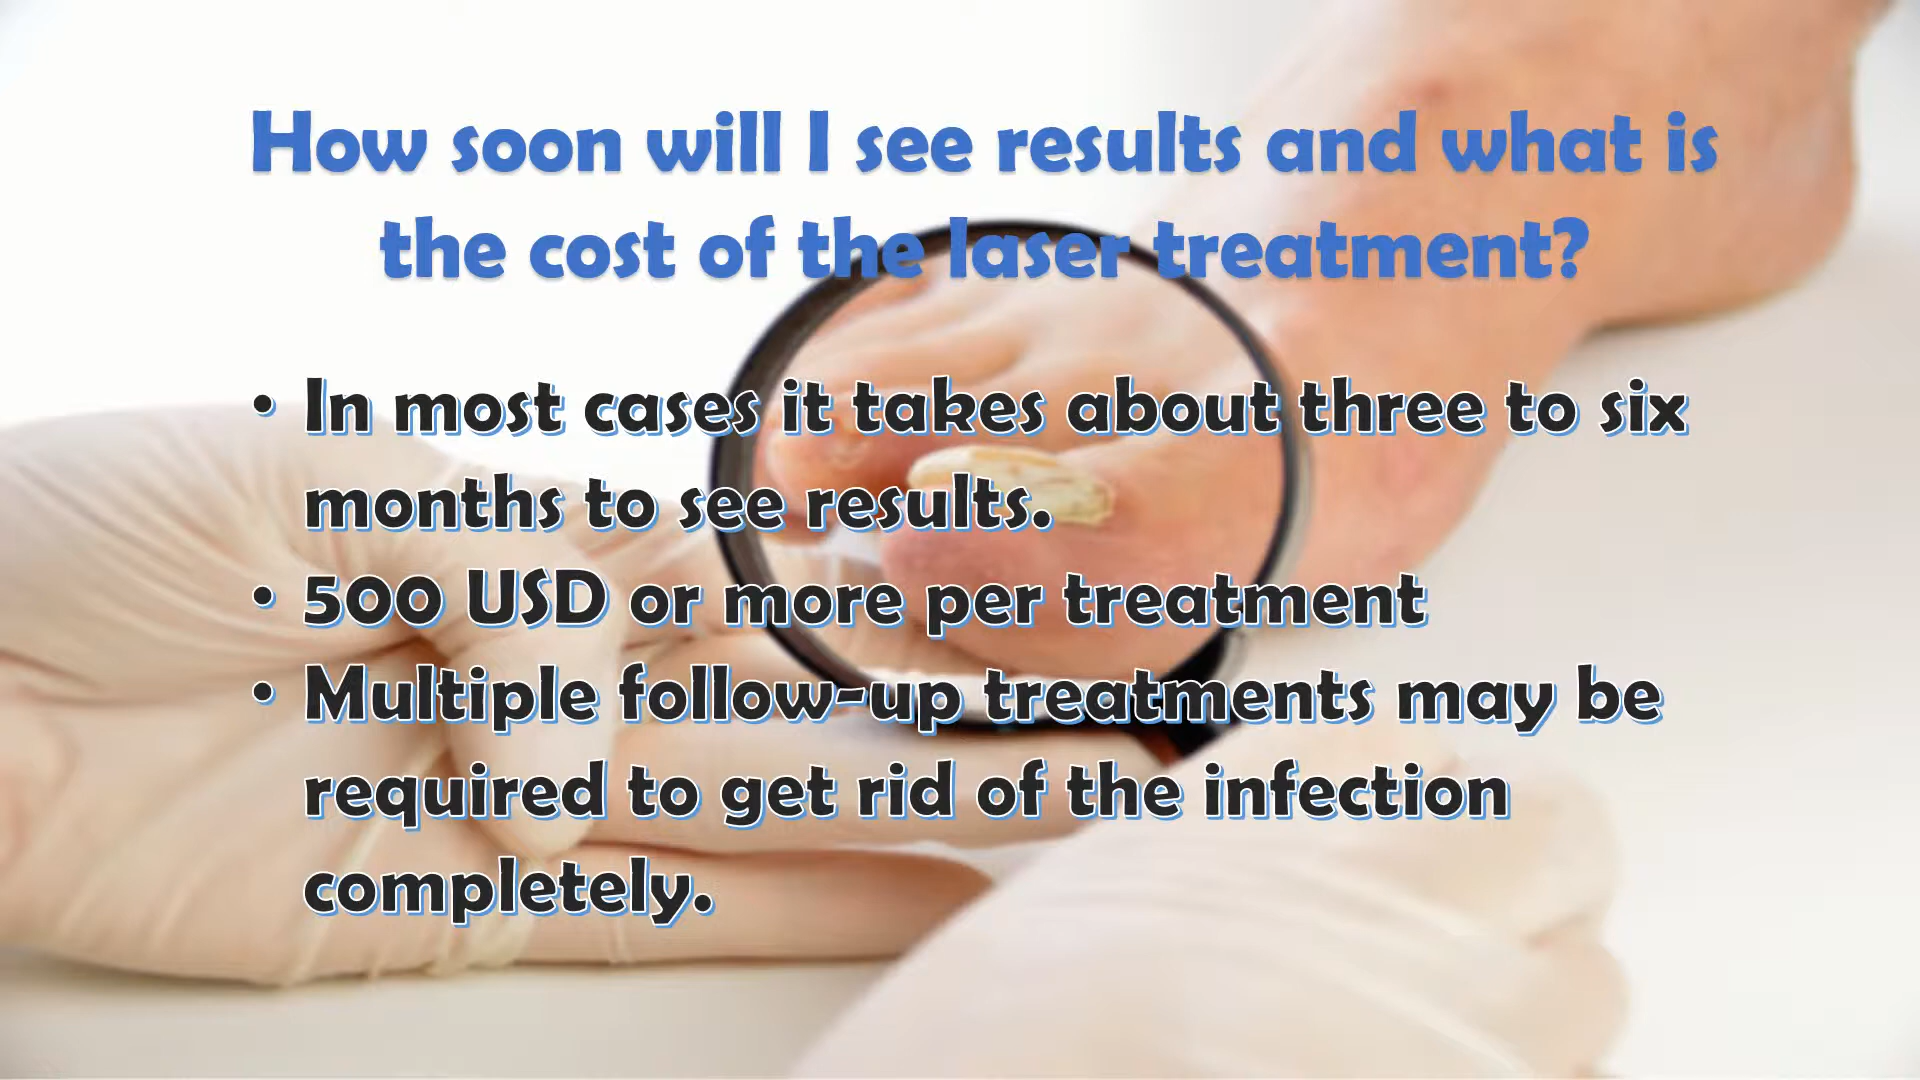 How soon will I see results and what is
the cost of the laser treatment?
• In most cases it takes about three to six
months to see results.
• 500 USD or more per treatment
• Multiple follow-up treatments may be
required to get rid of the infection
completely.